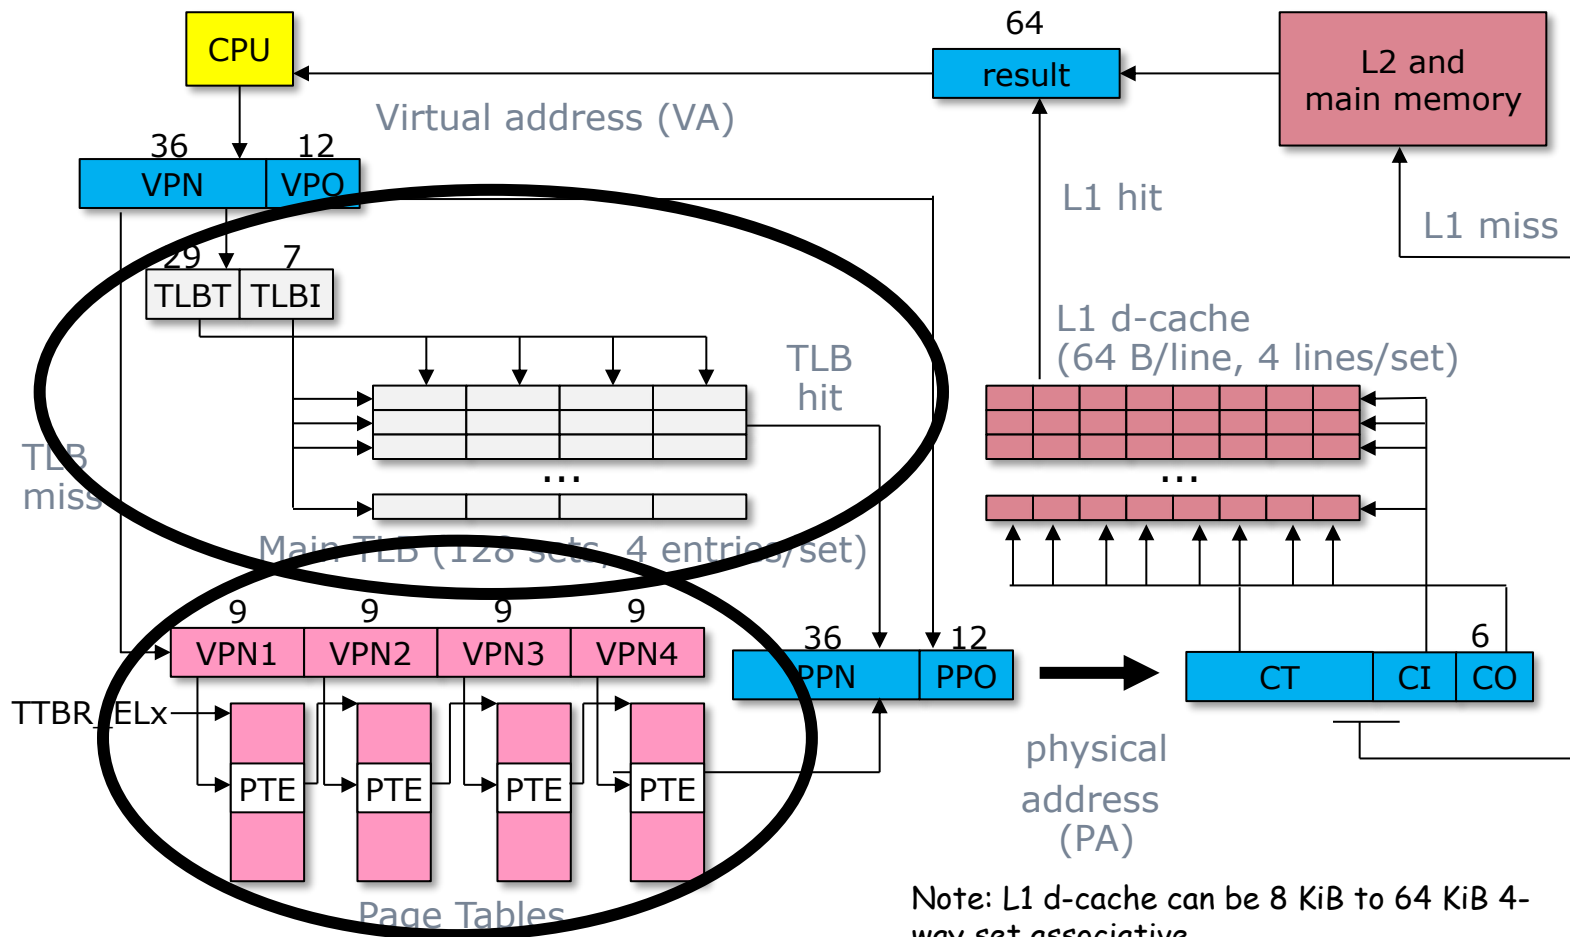 CPU
64
result
L2 and
main memory
Virtual address (VA)
36
12
VPN
VPO
L1 hit
L1 miss
29
7
TLBT
TLBI
L1 d-cache
(64 B/line, 4 lines/set)
TLB
hit
TLB
miss
...
...
Main TLB (128 sets, 4 entries/set)
9
9
9
9
VPN1
VPN2
VPN3
VPN4
36
12
PPN
PPO
6
CT
CI
CO
TTBR_ELx
PTE
PTE
PTE
PTE
physical
address
(PA)
Page Tables
Note: L1 d-cache can be 8 KiB to 64 KiB 4-
way set associative